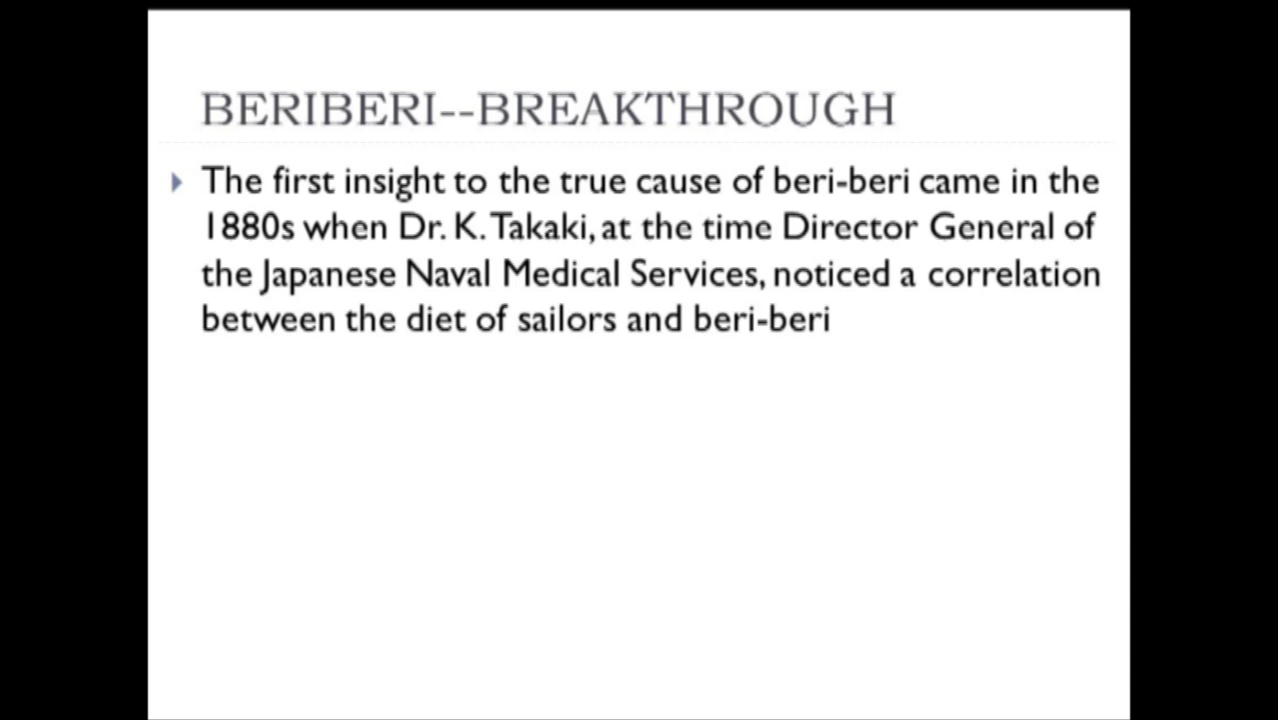 BERIBERI--BREAKTHROUGH
The first insight to the true cause of beri-beri came in the
1880s when Dr. K. Takaki, at the time Director General of
the Japanese Naval Medical Services, noticed a correlation
between the diet of sailors and beri-beri